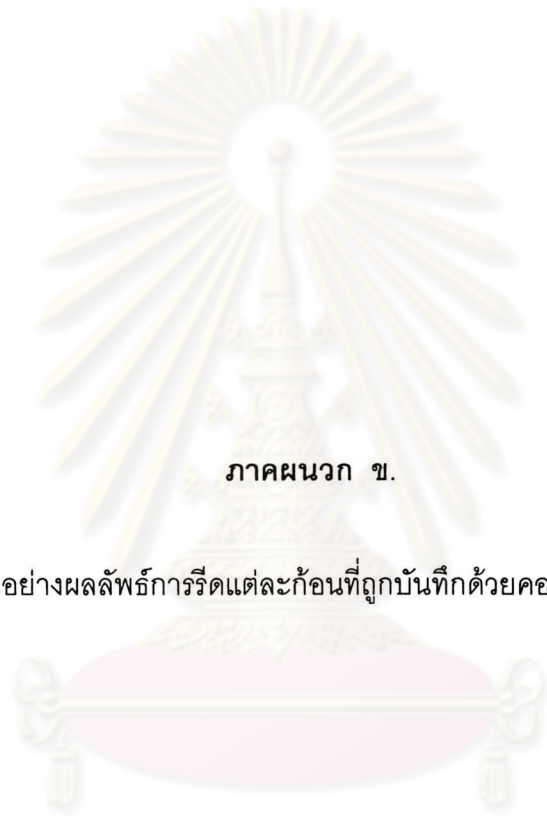 ภาคผนวก ข.
อย่างผลลัพธ์การรีดแต่ละก้อนที่ถูกบันทึกด้วยคอ